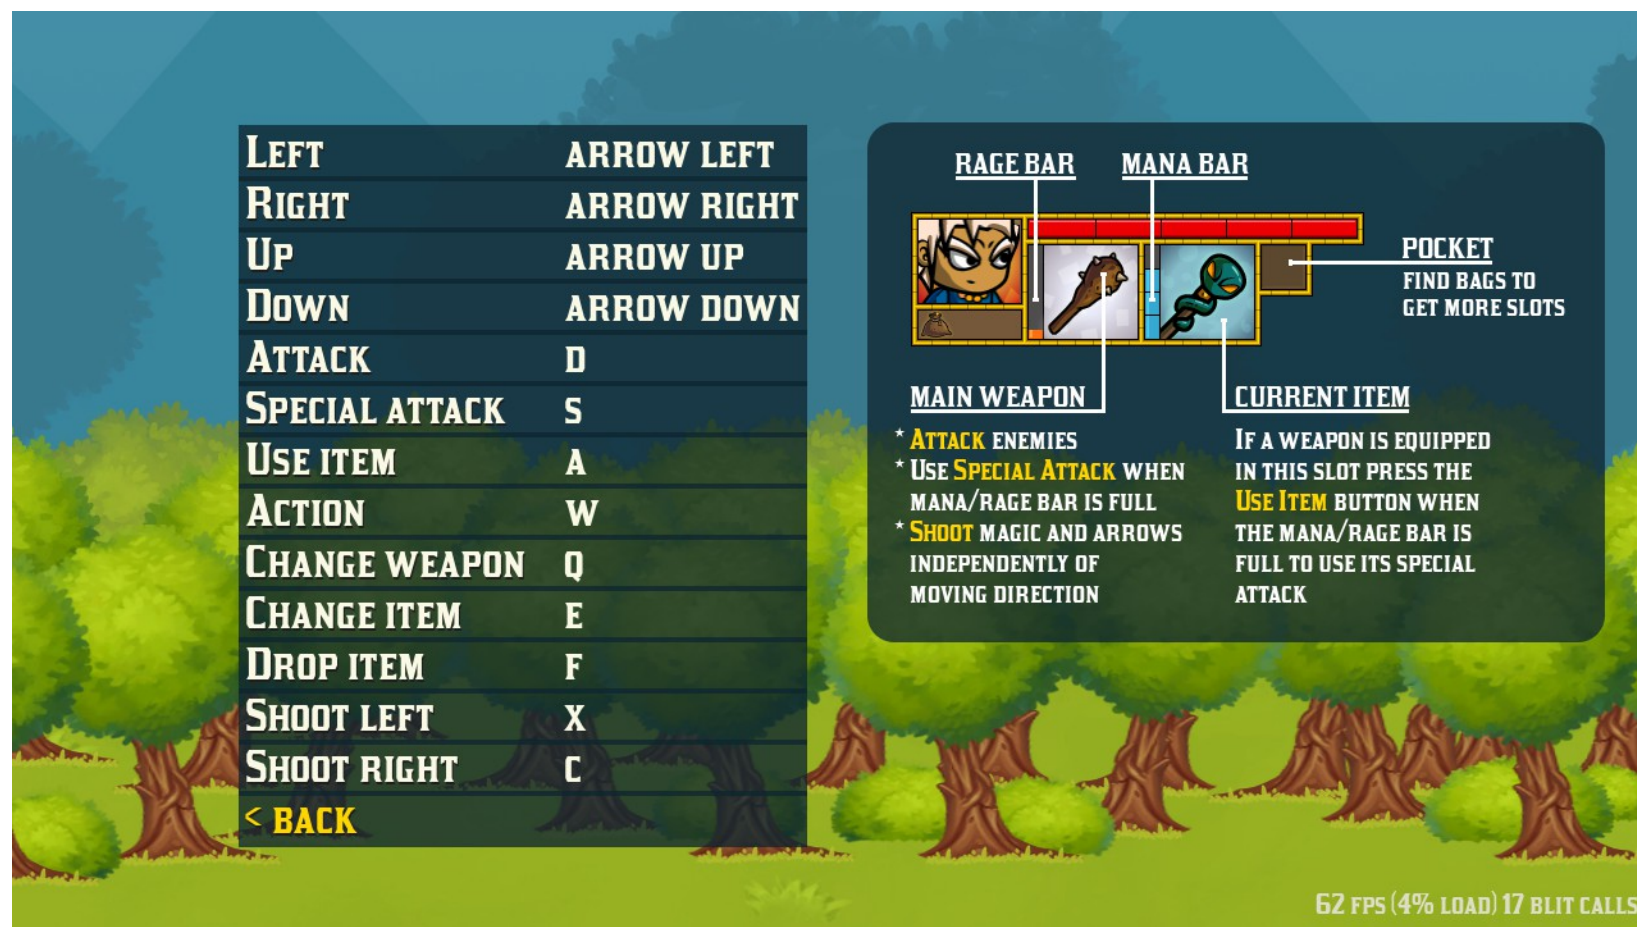 LEFT ARROW LEFT
RIGHT ARROW RIGHT
UP ARROW UP
DOWN ARROW DOWN
ATTACK D
SPECIAL ATTACK S
USE ITEM A
ACTION W
CHANGE WEAPON Q
CHANGE ITEM E
DROP ITEM F
SHOOT LEFT X
SHOOT RIGHT C
< BACK
RAGE BAR
MANA BAR
POCKET
FIND BAGS TO
GET MORE SLOTS
MAIN WEAPON
* ATTACK ENEMIES
* USE SPECIAL ATTACK WHEN
MANA/RAGE BAR IS FULL
* SHOOT MAGIC AND ARROWS
INDEPENDENTLY OF
MOVING DIRECTION
CURRENT ITEM
IF A WEAPON IS EQUIPPED
IN THIS SLOT PRESS THE
USE ITEM BUTTON WHEN
THE MANA/RAGE BAR IS
FULL TO USE ITS SPECIAL
ATTACK
62 FPS (4% LOAD) 17 BLIT CALLS